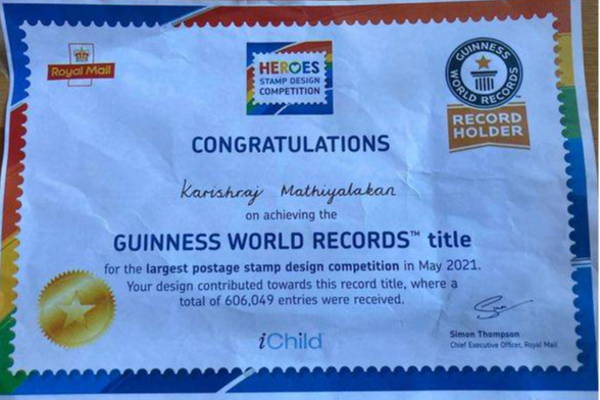 Royal Mail
HEROES
STAMP DESIGN
COMPETITION
GUINNESS
WORLD RECORDS™
RECORD
HOLDER
CONGRATULATIONS
Karishraj Mathiyalakan
on achieving the
GUINNESS WORLD RECORDS™ title
for the largest postage stamp design competition in May 2021.
Your design contributed towards this record title, where a
total of 606,049 entries were received.
iChild
Simon Thompson
Chief Executive Officer, Royal Mail